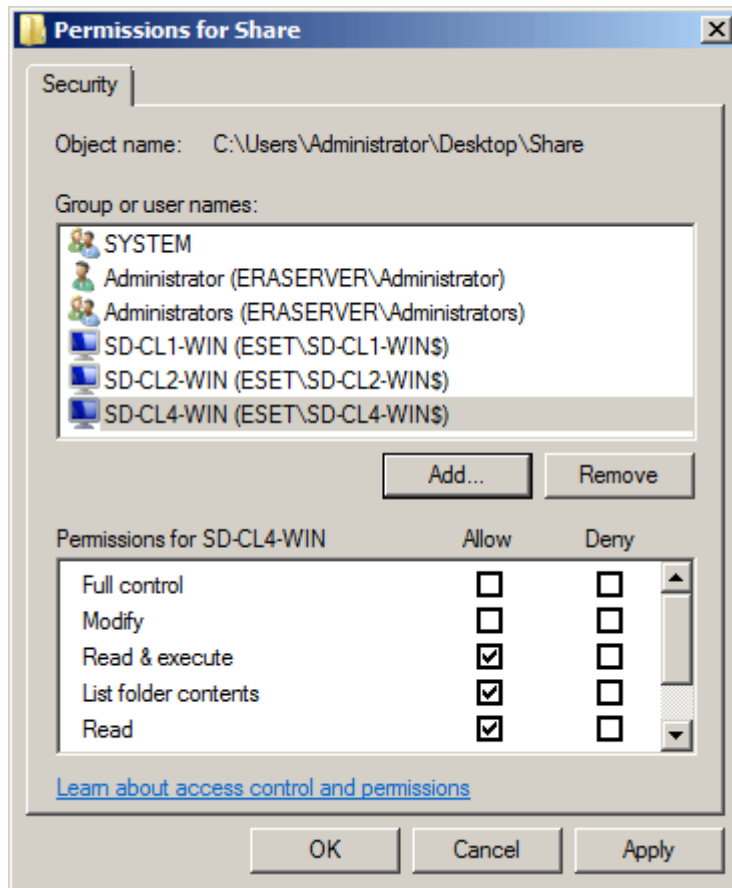 Permissions for Share
Security
Object name: C:\Users\Administrator\Desktop\Share
Group or user names:
SYSTEM
Administrator (ERASERVER\Administrator)
Administrators (ERASERVER\Administrators)
SD-CL1-WIN (ESET\SD-CL1-WIN$)
SD-CL2-WIN (ESET\SD-CL2-WIN$)
SD-CL4-WIN (ESET\SD-CL4-WIN$)
Add... Remove
Permissions for SD-CL4-WIN Allow Deny
Full control
Modify
Read & execute
List folder contents
Read
Learn about access control and permissions
OK Cancel Apply